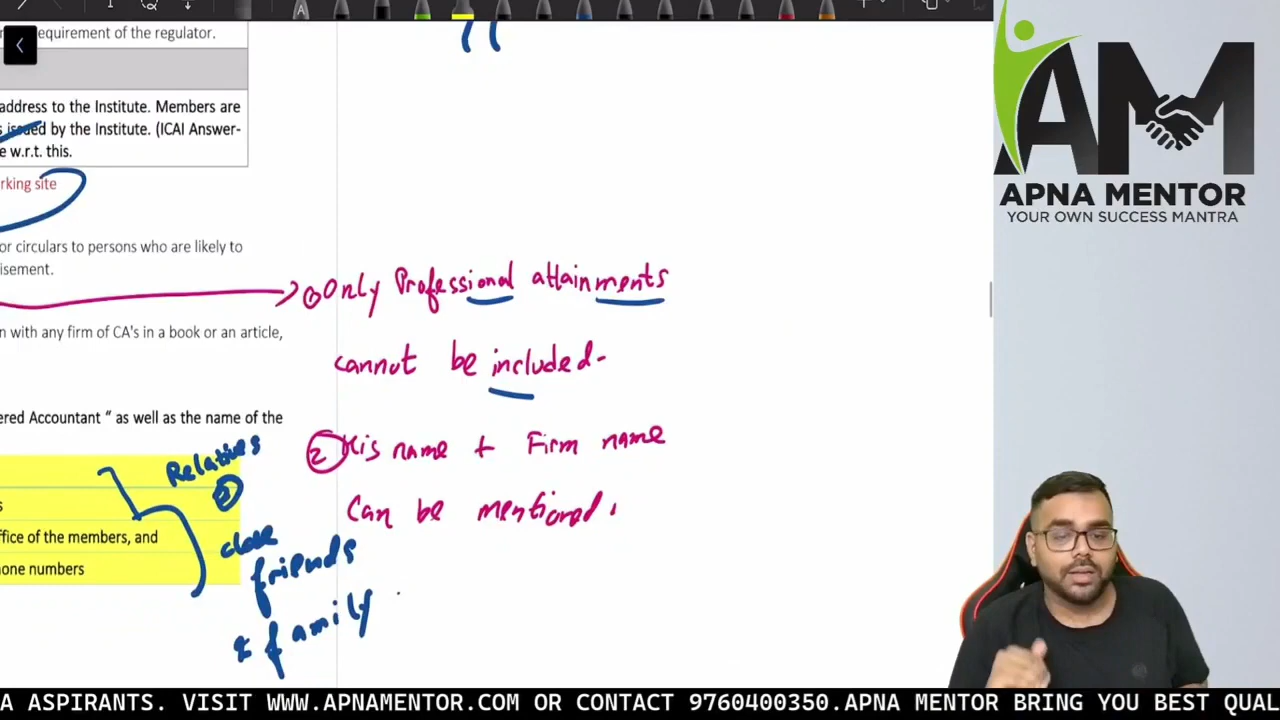 equirement of the regulator.
address to the Institute. Members are
s issued by the Institute. (ICAI Answer-
e w.r.t. this.
rking site
or circulars to persons who are likely to
isement.
① Only Professional attainments
cannot be included.
n with any firm of CA's in a book or an article,
ered Accountant " as well as the name of the
② His name + Firm name
Can be mentioned
s
ffice of the members, and
one numbers
Relatives
close
friends
& family
AM
APNA MENTOR
YOUR OWN SUCCESS MANTRA
A ASPIRANTS. VISIT WWW.APNAMENTOR.COM OR CONTACT 9760400350.APNA MENTOR BRING YOU BEST QUAL